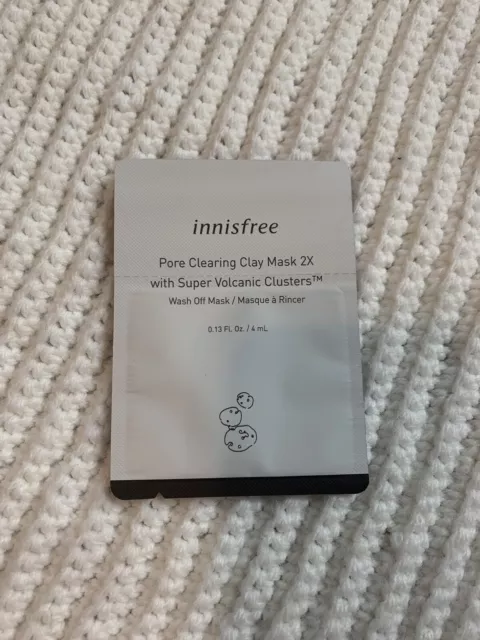 innisfree
Pore Clearing Clay Mask 2X
with Super Volcanic Clusters™
Wash Off Mask / Masque à Rincer
0.13 Fl. Oz. / 4 mL